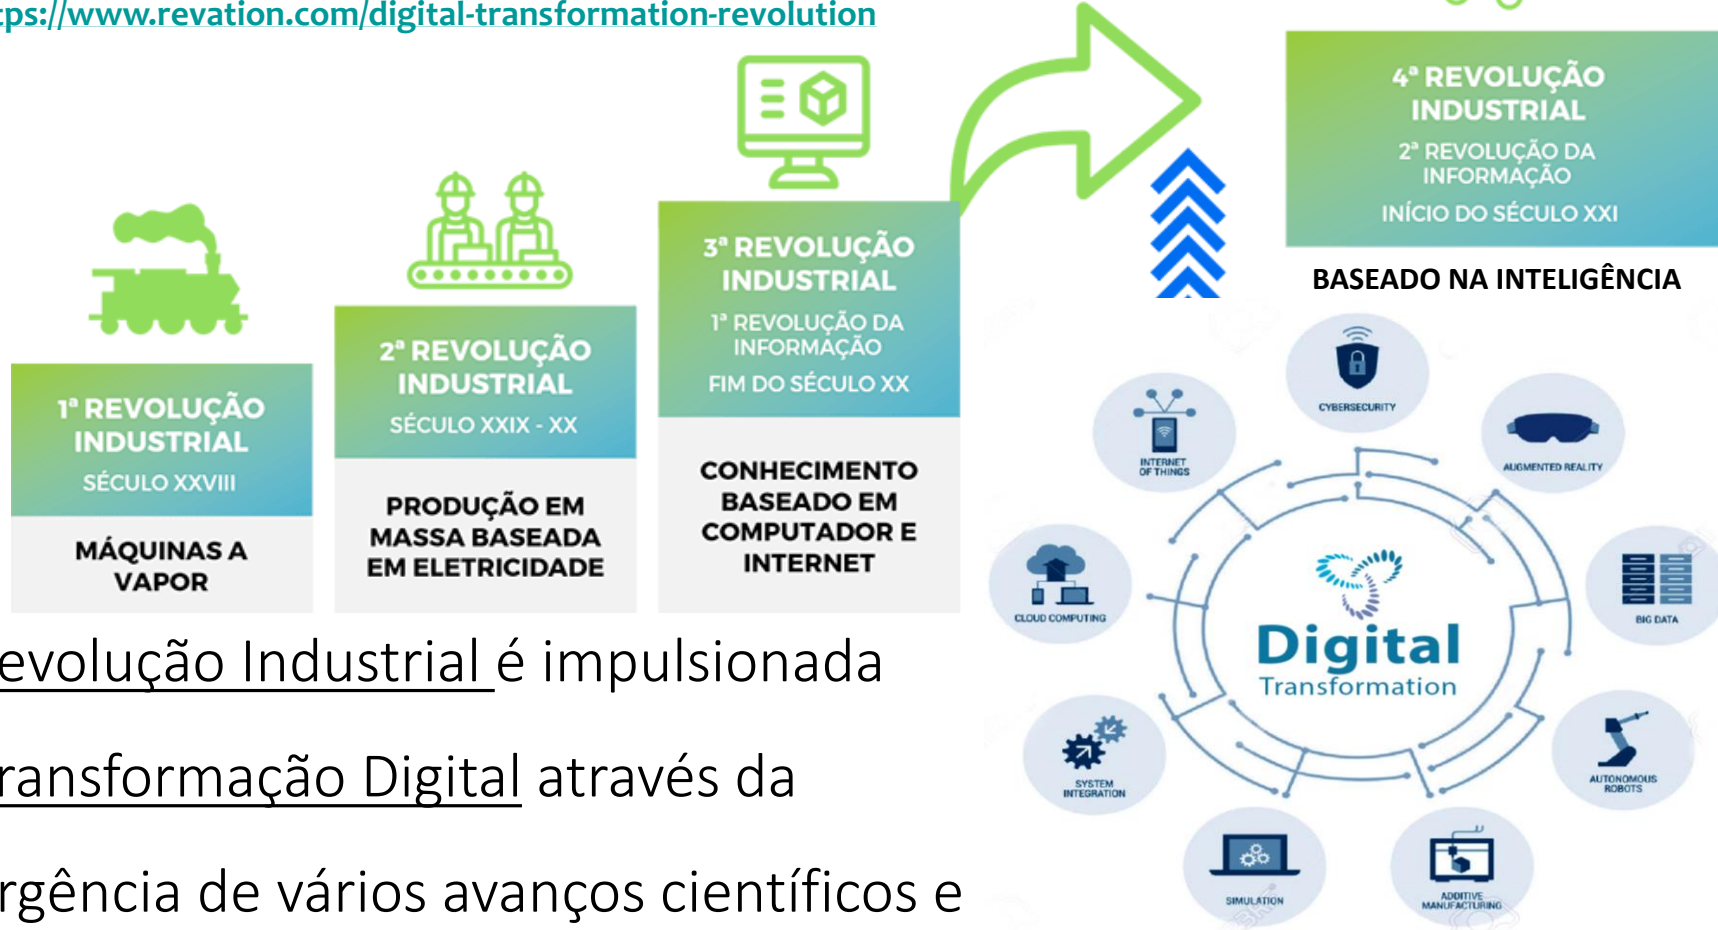 tps://www.revation.com/digital-transformation-revolution
1ª REVOLUÇÃO
INDUSTRIAL
SÉCULO XXVIII
MÁQUINAS A
VAPOR
2ª REVOLUÇÃO
INDUSTRIAL
SÉCULO XXIX - XX
PRODUÇÃO EM
MASSA BASEADA
EM ELETRICIDADE
3ª REVOLUÇÃO
INDUSTRIAL
1ª REVOLUÇÃO DA
INFORMAÇÃO
FIM DO SÉCULO XX
CONHECIMENTO
BASEADO EM
COMPUTADOR E
INTERNET
4ª REVOLUÇÃO
INDUSTRIAL
2ª REVOLUÇÃO DA
INFORMAÇÃO
INÍCIO DO SÉCULO XXI
BASEADO NA INTELIGÊNCIA
CYBERSECURITY
INTERNET
OF THINGS
AUGMENTED REALITY
CLOUD COMPUTING
BIG DATA
Digital
Transformation
SYSTEM
INTEGRATION
AUTONOMOUS
ROBOTS
SIMULATION
ADDITIVE
MANUFACTURING
evolução Industrial é impulsionada
ransformação Digital através da
rgência de vários avanços científicos e